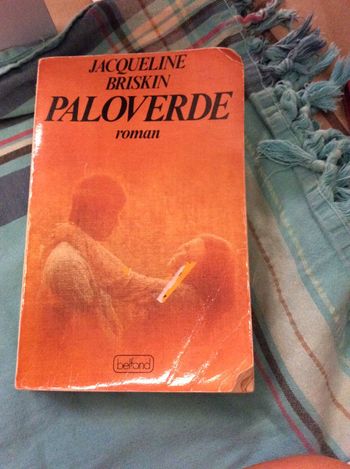 JACQUELINE
BRISKIN
PALOVERDE
roman
belfond